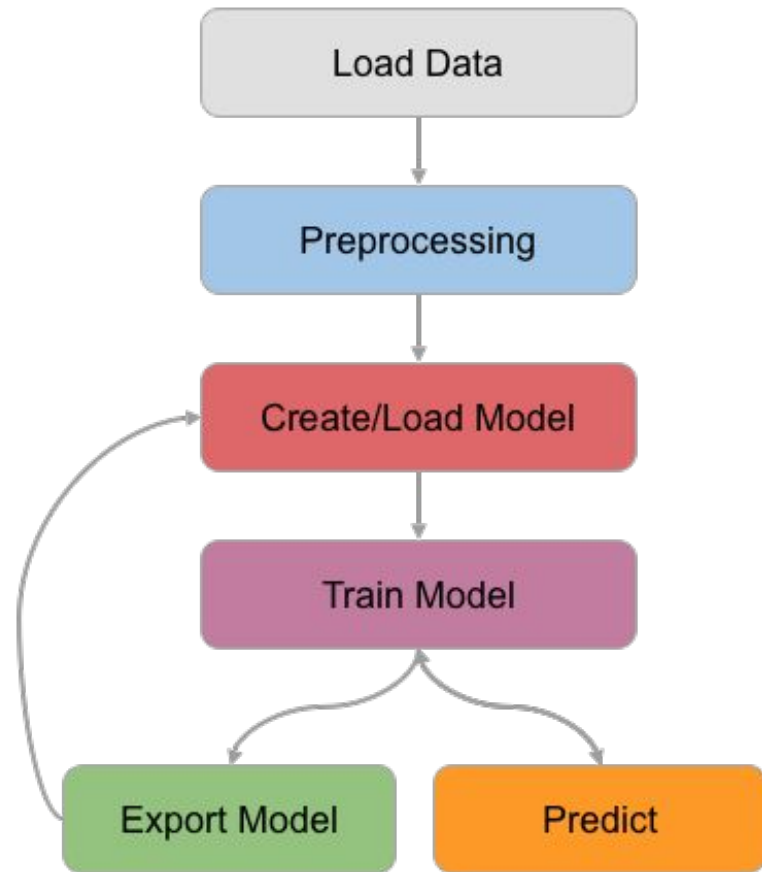 Load Data
Preprocessing
Create/Load Model
Train Model
Export Model
Predict